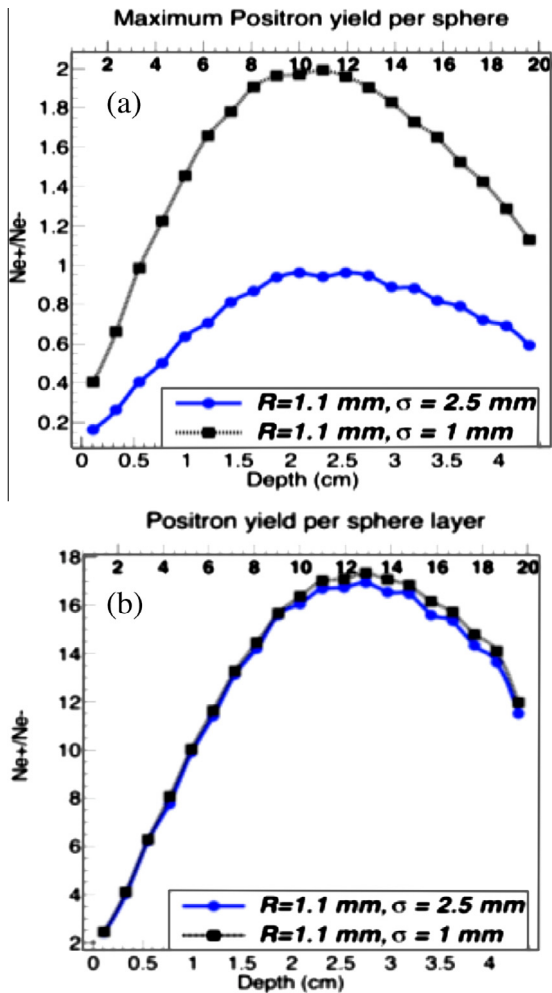 Maximum Positron yield per sphere
2 4 6 8 10 12 14 16 18 20
(a)
2
1.8
1.6
1.4
1.2
1
0.8
0.6
0.4
0.2
Ne+/Ne-
R=1.1 mm, σ = 2.5 mm
R=1.1 mm, σ = 1 mm
0 0.5 1 1.5 2 2.5 3 3.5 4
Depth (cm)
Positron yield per sphere layer
2 4 6 8 10 12 14 16 18 20
(b)
18
16
14
12
10
8
6
4
2
Ne+/Ne-
R=1.1 mm, σ = 2.5 mm
R=1.1 mm, σ = 1 mm
0 0.5 1 1.5 2 2.5 3 3.5 4
Depth (cm)